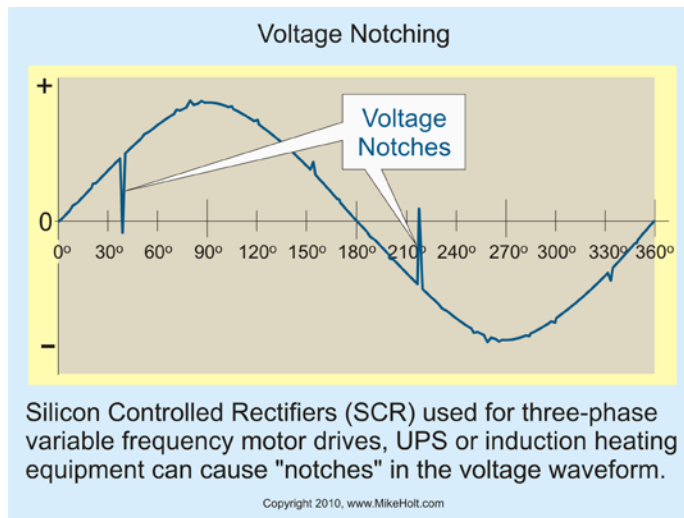 Voltage Notching
+
Voltage
Notches
0
0º 30º 60º 90º 120º 150º 180º 210º 240º 270º 300º 330º 360º
–
Silicon Controlled Rectifiers (SCR) used for three-phase
variable frequency motor drives, UPS or induction heating
equipment can cause "notches" in the voltage waveform.
Copyright 2010, www.MikeHolt.com